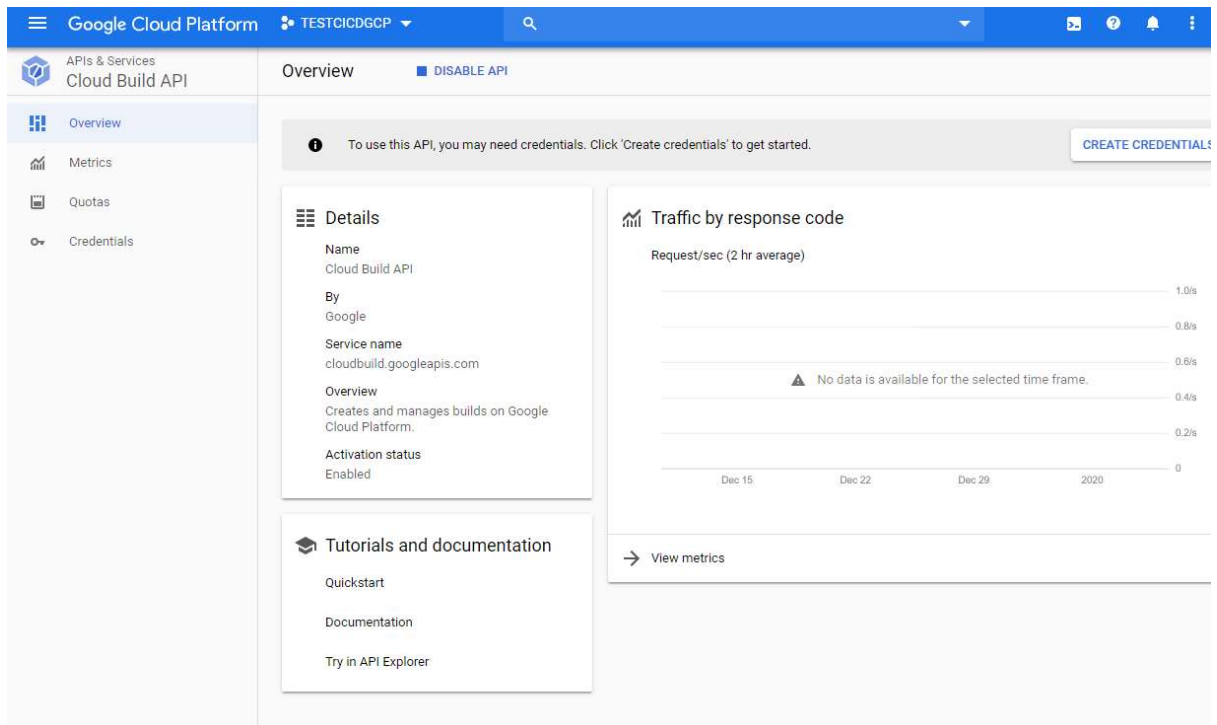 Google Cloud Platform
TESTCICDGCP
APIs & Services
Cloud Build API
Overview
DISABLE API
Overview
Metrics
Quotas
Credentials
To use this API, you may need credentials. Click 'Create credentials' to get started.
CREATE CREDENTIALS
Details
Name
Cloud Build API
By
Google
Service name
cloudbuild.googleapis.com
Overview
Creates and manages builds on Google
Cloud Platform.
Activation status
Enabled
Tutorials and documentation
Quickstart
Documentation
Try in API Explorer
Traffic by response code
Request/sec (2 hr average)
1.0/s
0.8/s
0.6/s
No data is available for the selected time frame.
0.4/s
0.2/s
0
Dec 15 Dec 22 Dec 29 2020
View metrics